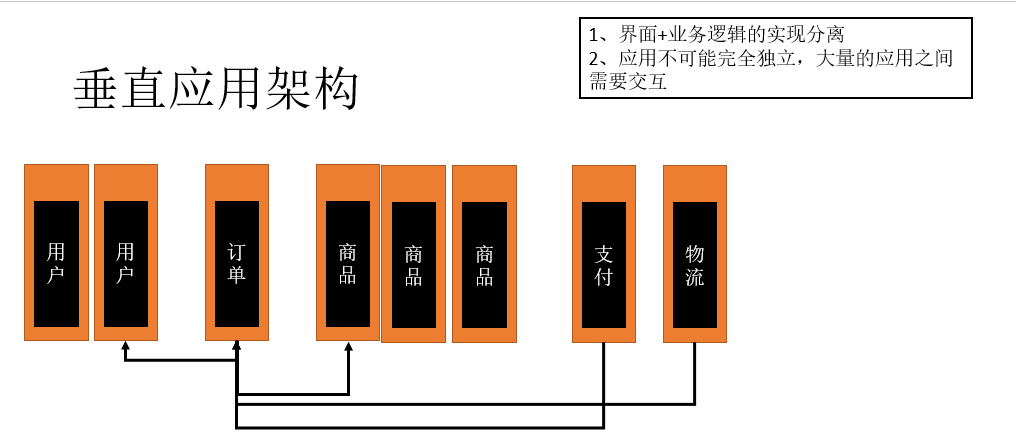 1、界面+业务逻辑的实现分离
2、应用不可能完全独立，大量的应用之间
需要交互
垂直应用架构
用户
用户
订单
商品
商品
商品
支付
物流